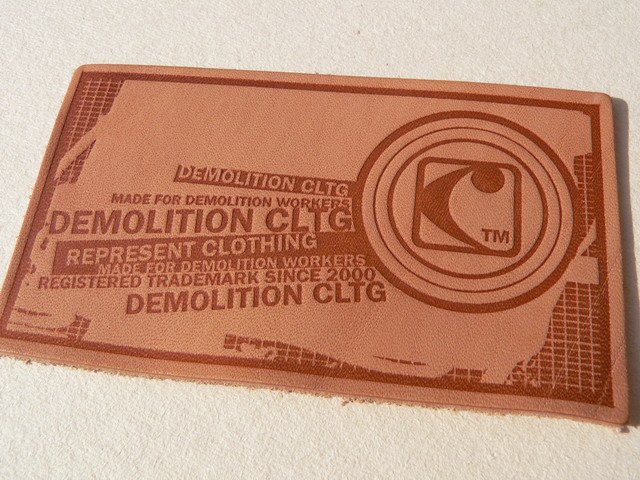 DEMOLITION CLTG
MADE FOR DEMOLITION WORKERS
DEMOLITION CLTG
REPRESENT CLOTHING
MADE FOR DEMOLITION WORKERS
REGISTERED TRADEMARK SINCE 2000
DEMOLITION CLTG
TM